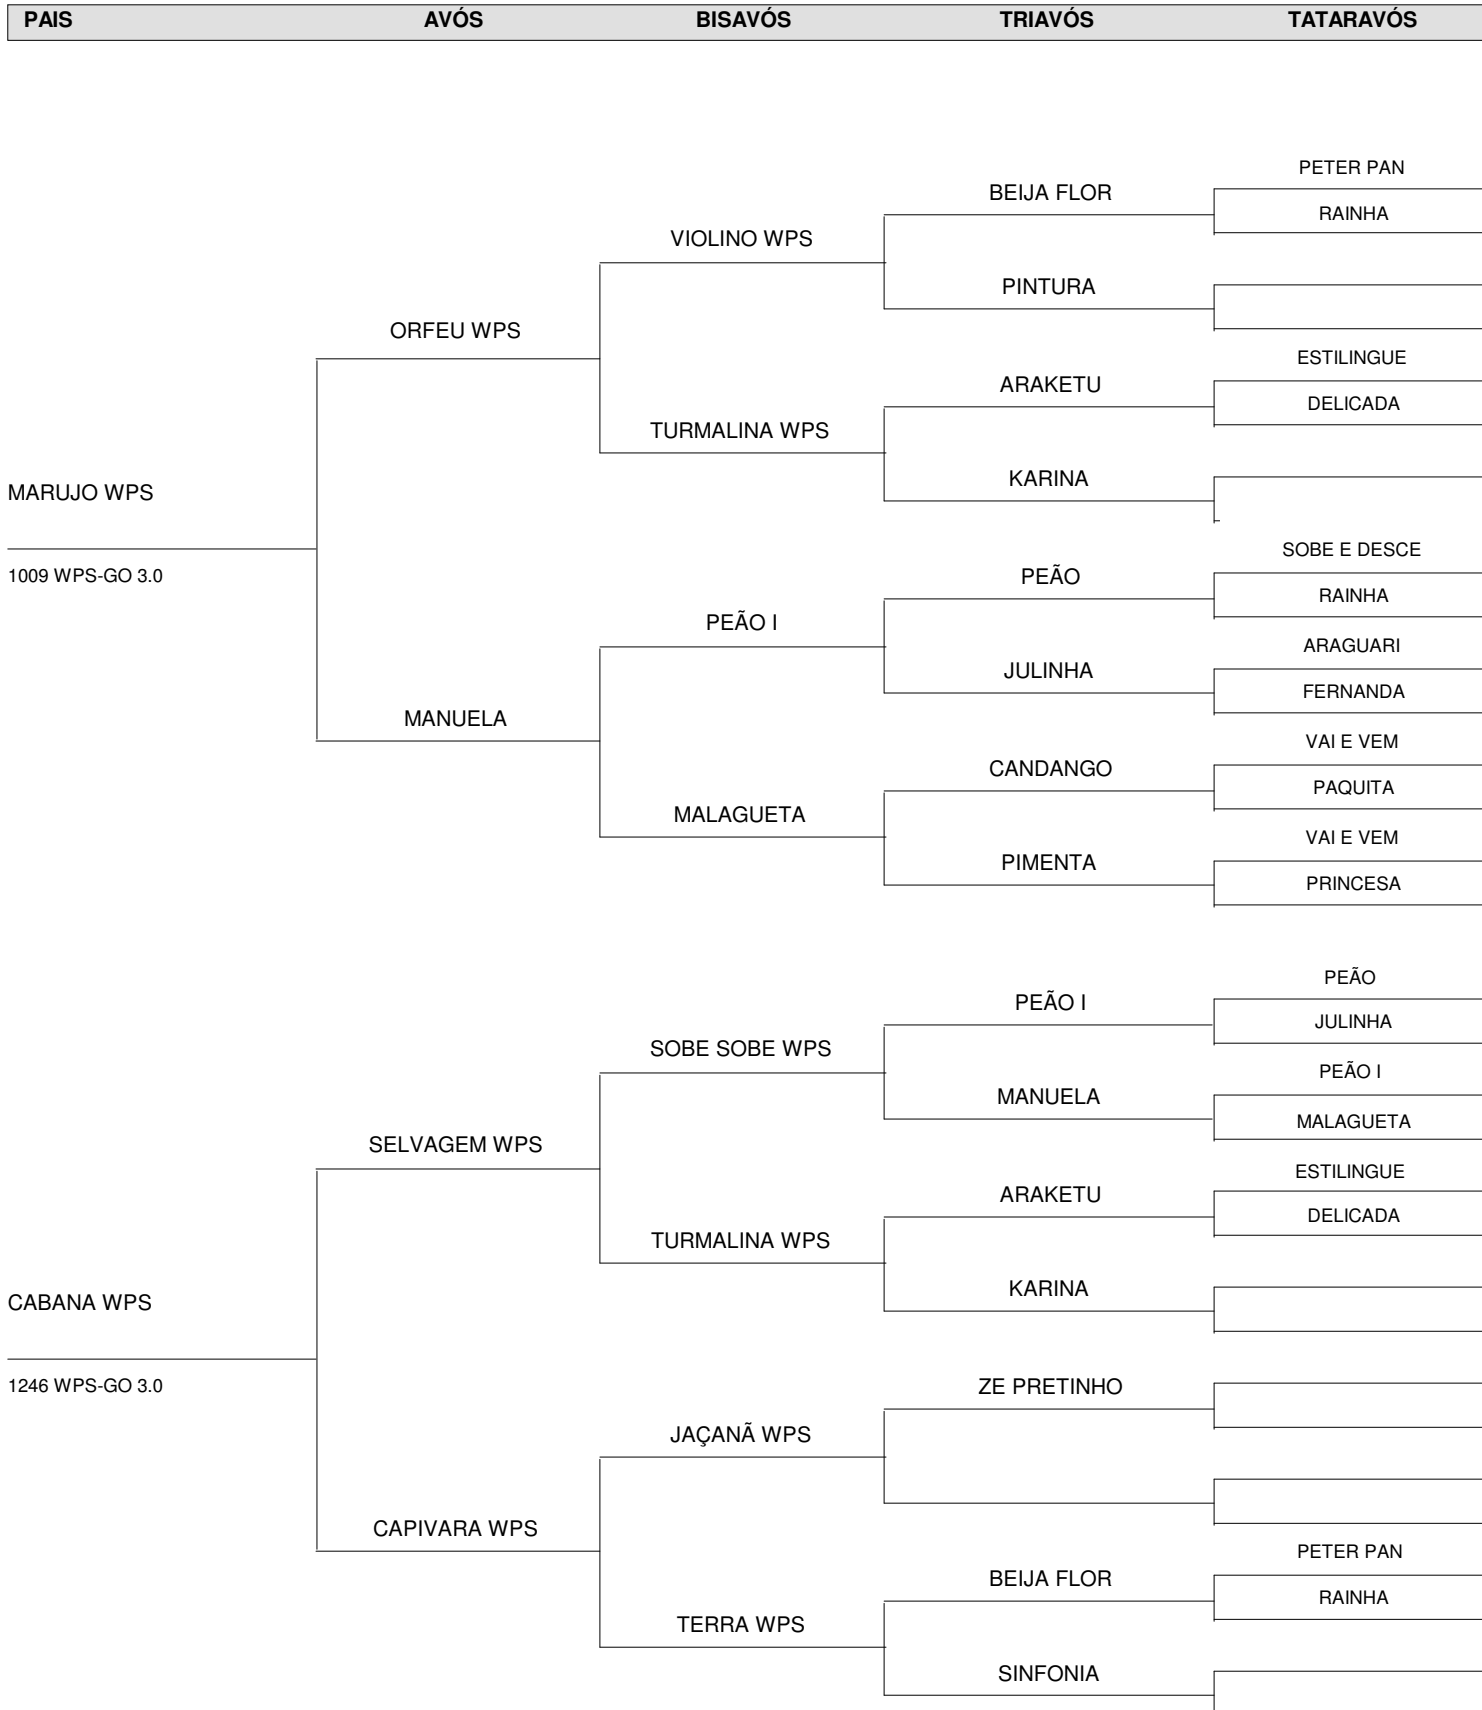 PAIS AVÓS BISAVÓS TRIAVÓS TATARAVÓS
PETER PAN
BEIJA FLOR
RAINHA
VIOLINO WPS
PINTURA
ORFEU WPS
ESTILINGUE
ARAKETU
DELICADA
TURMALINA WPS
KARINA
MARUJO WPS
SOBE E DESCE
1009 WPS-GO 3.0
PEÃO
RAINHA
PEÃO I
ARAGUARI
JULINHA
FERNANDA
MANUELA
VAI E VEM
CANDANGO
PAQUITA
MALAGUETA
VAI E VEM
PIMENTA
PRINCESA
PEÃO
PEÃO I
JULINHA
SOBE SOBE WPS
PEÃO I
MANUELA
MALAGUETA
SELVAGEM WPS
ESTILINGUE
ARAKETU
DELICADA
TURMALINA WPS
KARINA
CABANA WPS
1246 WPS-GO 3.0
ZE PRETINHO
JAÇANÃ WPS
CAPIVARA WPS
PETER PAN
BEIJA FLOR
RAINHA
TERRA WPS
SINFONIA